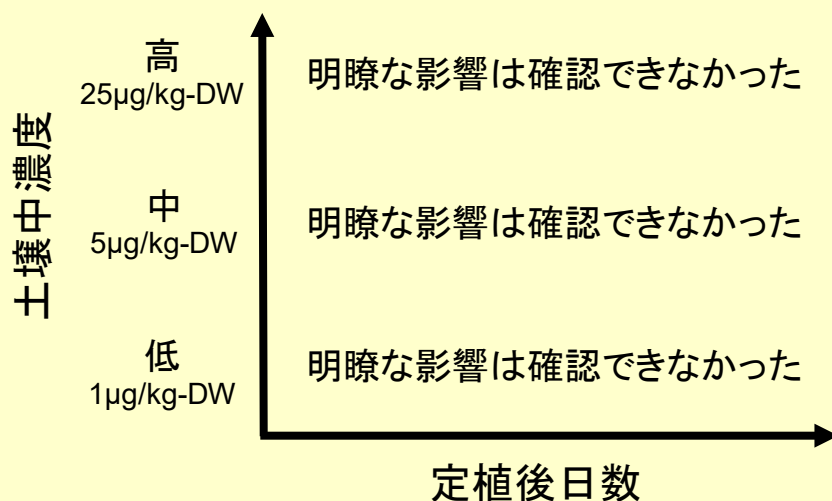 土壌中濃度
高
25µg/kg-DW
明瞭な影響は確認できなかった
中
5µg/kg-DW
明瞭な影響は確認できなかった
低
1µg/kg-DW
明瞭な影響は確認できなかった
定植後日数